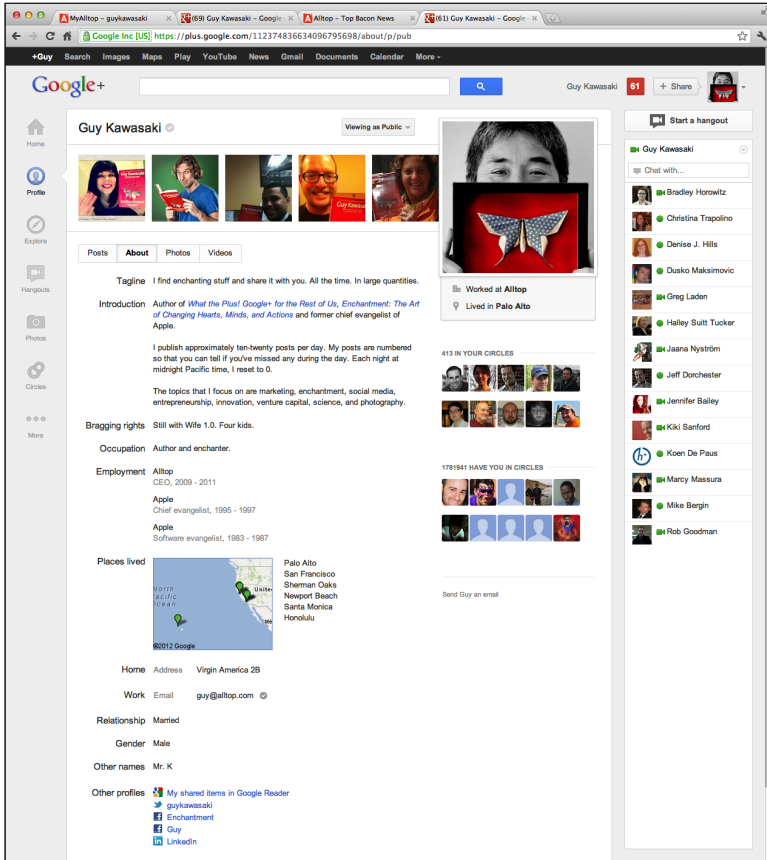 MyAlltop – guykawasaki
(69) Guy Kawasaki – Google+
Alltop – Top Bacon News
(61) Guy Kawasaki – Google+
Google Inc [US] https://plus.google.com/112374836634096795698/about/p/pub
+Guy Search Images Maps Play YouTube News Gmail Documents Calendar More
Google+
Guy Kawasaki 61 + Share
Home
Profile
Explore
Hangouts
Photos
Circles
More
Guy Kawasaki
Viewing as Public
Posts About Photos Videos
Tagline I find enchanting stuff and share it with you. All the time. In large quantities.
Introduction Author of What the Plus! Google+ for the Rest of Us, Enchantment: The Art
of Changing Hearts, Minds, and Actions and former chief evangelist of
Apple.
I publish approximately ten-twenty posts per day. My posts are numbered
so that you can tell if you've missed any during the day. Each night at
midnight Pacific time, I reset to 0.
The topics that I focus on are marketing, enchantment, social media,
entrepreneurship, innovation, venture capital, science, and photography.
Bragging rights Still with Wife 1.0. Four kids.
Occupation Author and enchanter.
Employment Alltop
CEO, 2009 - 2011
Apple
Chief evangelist, 1995 - 1997
Apple
Software evangelist, 1983 - 1987
Places lived
North
Pacific
Ocean
Unite
Me
©2012 Google
Palo Alto
San Francisco
Sherman Oaks
Newport Beach
Santa Monica
Honolulu
Home Address Virgin America 2B
Work Email guy@alltop.com
Relationship Married
Gender Male
Other names Mr. K
Other profiles My shared items in Google Reader
guykawasaki
Enchantment
Guy
LinkedIn
Worked at Alltop
Lived in Palo Alto
413 IN YOUR CIRCLES
1781941 HAVE YOU IN CIRCLES
Send Guy an email
Start a hangout
Guy Kawasaki
Chat with...
Bradley Horowitz
Christina Trapolino
Denise J. Hills
Dusko Maksimovic
Greg Laden
Halley Suitt Tucker
Jaana Nyström
Jeff Dorchester
Jennifer Bailey
Kiki Sanford
Koen De Paus
Marcy Massura
Mike Bergin
Rob Goodman